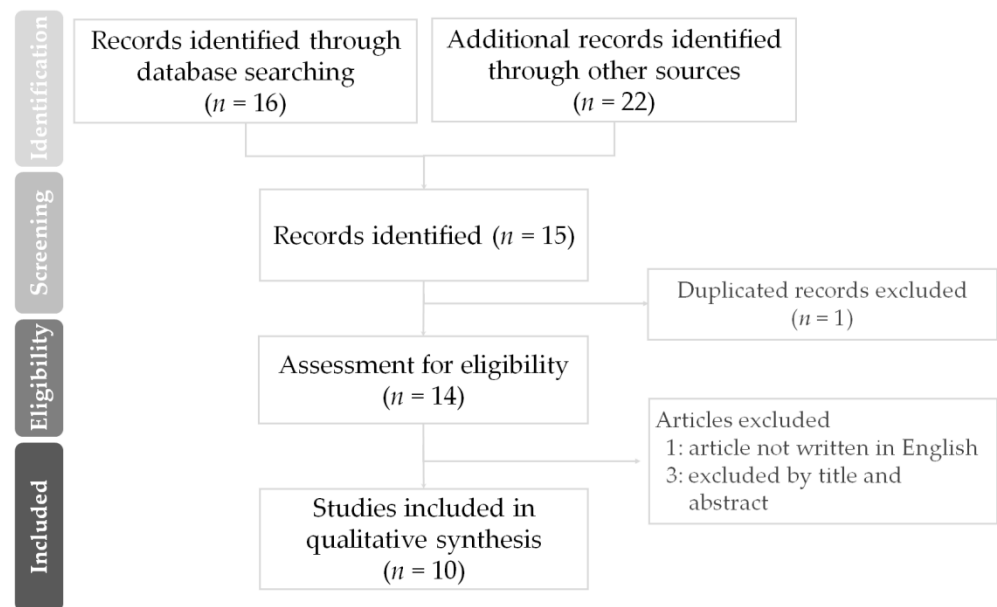 Identification
Records identified through
database searching
(n = 16)
Additional records identified
through other sources
(n = 22)
Screening
Records identified (n = 15)
Duplicated records excluded
(n = 1)
Eligibility
Assessment for eligibility
(n = 14)
Articles excluded
1: article not written in English
3: excluded by title and
abstract
Included
Studies included in
qualitative synthesis
(n = 10)